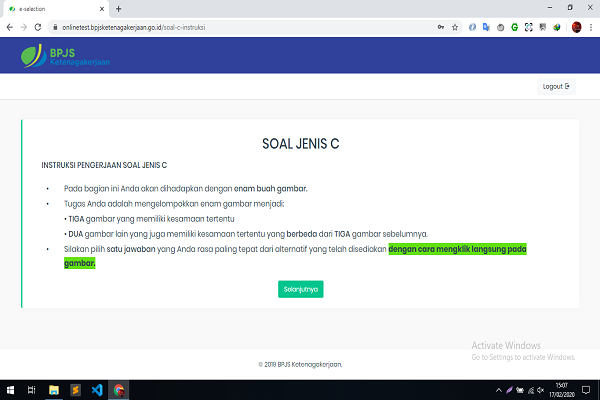 e-selection
onlinetest.bpjsketenagakerjaan.go.id/soal-c-instruksi
BPJS
Ketenagakerjaan
Logout
SOAL JENIS C
INSTRUKSI PENGERJAAN SOAL JENIS C
• Pada bagian ini Anda akan dihadapkan dengan enam buah gambar.
• Tugas Anda adalah mengelompokkan enam gambar menjadi:
• TIGA gambar yang memiliki kesamaan tertentu
• DUA gambar lain yang juga memiliki kesamaan tertentu yang berbeda dari TIGA gambar sebelumnya.
• Silakan pilih satu jawaban yang Anda rasa paling tepat dari alternatif yang telah disediakan dengan cara mengklik langsung pada
gambar.
Selanjutnya
Activate Windows
Go to Settings to activate Windows.
© 2019 BPJS Ketenagakerjaan.
15:07
17/02/2020